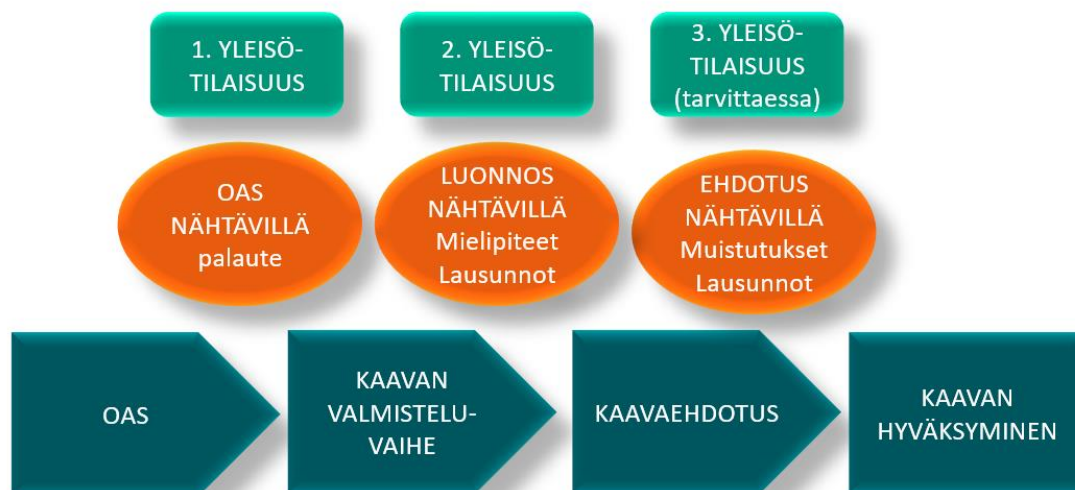 1. YLEISÖ-
TILAISUUS
2. YLEISÖ-
TILAISUUS
3. YLEISÖ-
TILAISUUS
(tarvittaessa)
OAS
NÄHTÄVILLÄ
palaute
LUONNOS
NÄHTÄVILLÄ
Mielipiteet
Lausunnot
EHDOTUS
NÄHTÄVILLÄ
Muistutukset
Lausunnot
OAS
KAAVAN
VALMISTELU-
VAIHE
KAAVAEHDOTUS
KAAVAN
HYVÄKSYMINEN